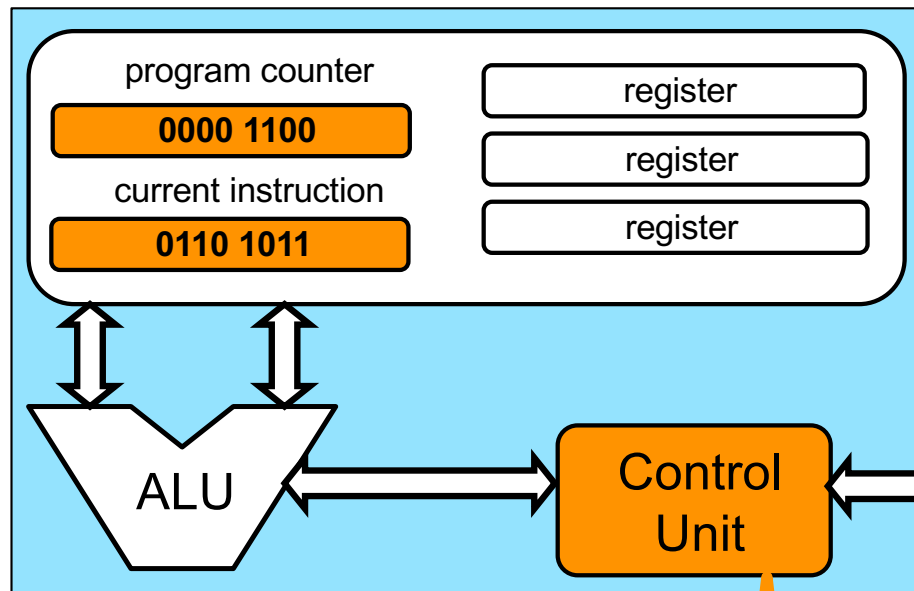 program counter
0000 1100
current instruction
0110 1011
register
register
register
ALU
Control
Unit